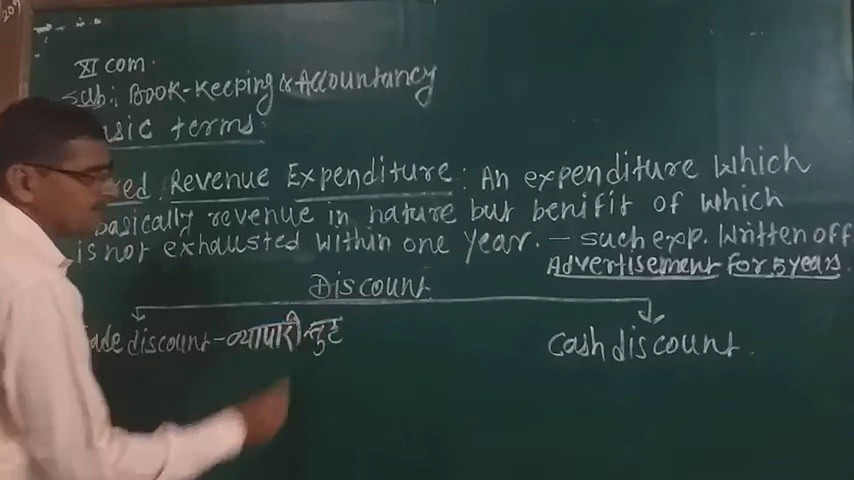 209
XI com.
Sub: Book-Keeping & Accountancy
asic terms.
red Revenue Expenditure: An expenditure which
basically revenue in nature but benifit of which
is not exhausted within one year. – such exp. Written off
Advertisement for 5 years.
Discount
ade discount – व्यापारी सुट
cash discount.